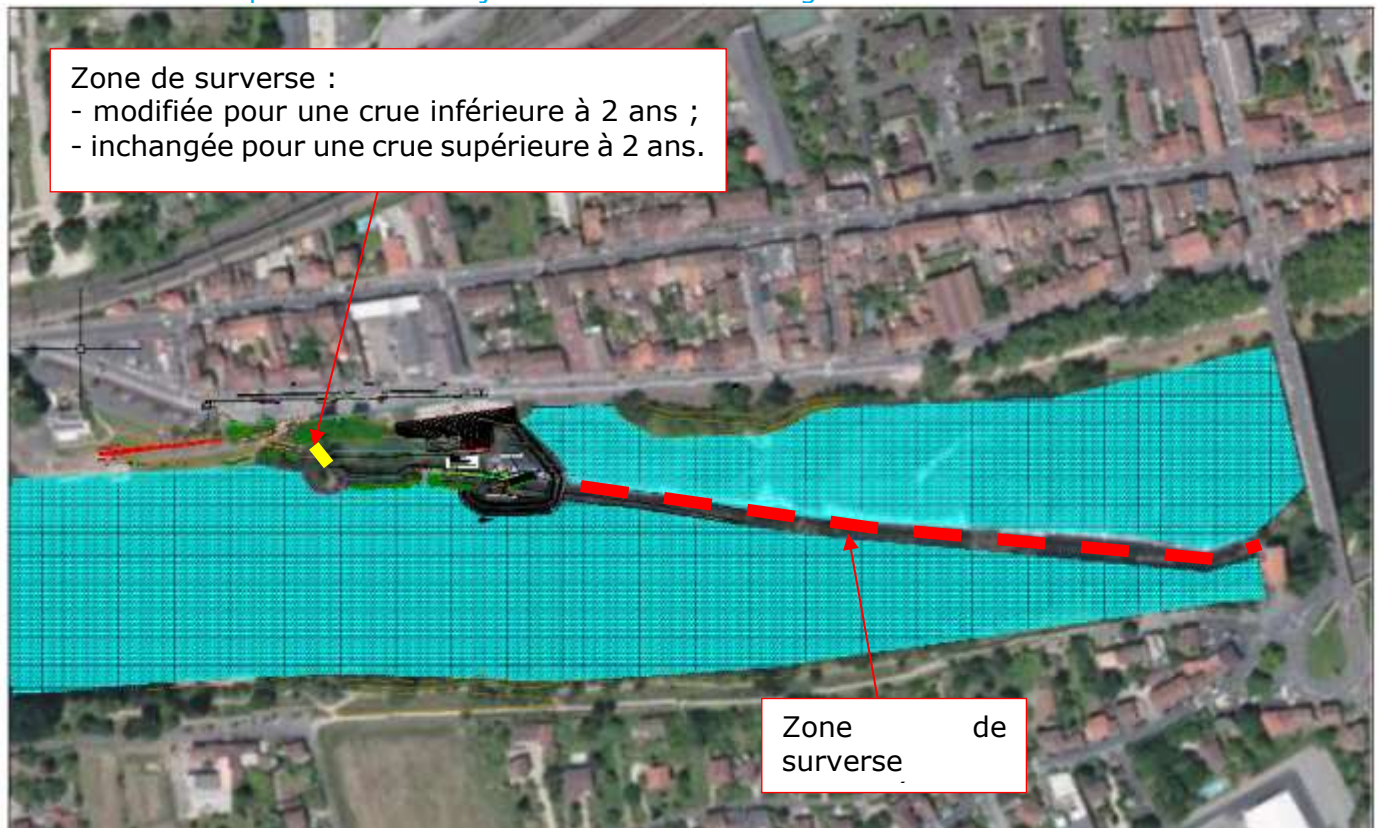 Zone de surverse :
- modifiée pour une crue inférieure à 2 ans ;
- inchangée pour une crue supérieure à 2 ans.
Zone de
surverse